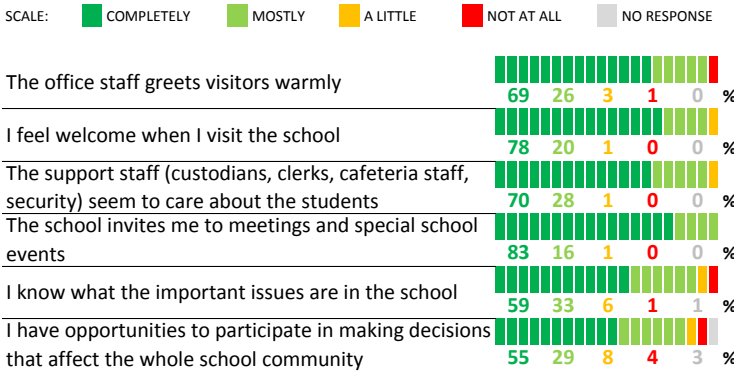 SCALE: COMPLETELY MOSTLY A LITTLE NOT AT ALL NO RESPONSE
The office staff greets visitors warmly
69 26 3 1 0 %
I feel welcome when I visit the school
78 20 1 0 0 %
The support staff (custodians, clerks, cafeteria staff,
security) seem to care about the students
70 28 1 0 0 %
The school invites me to meetings and special school
events
83 16 1 0 0 %
I know what the important issues are in the school
59 33 6 1 1 %
I have opportunities to participate in making decisions
that affect the whole school community
55 29 8 4 3 %